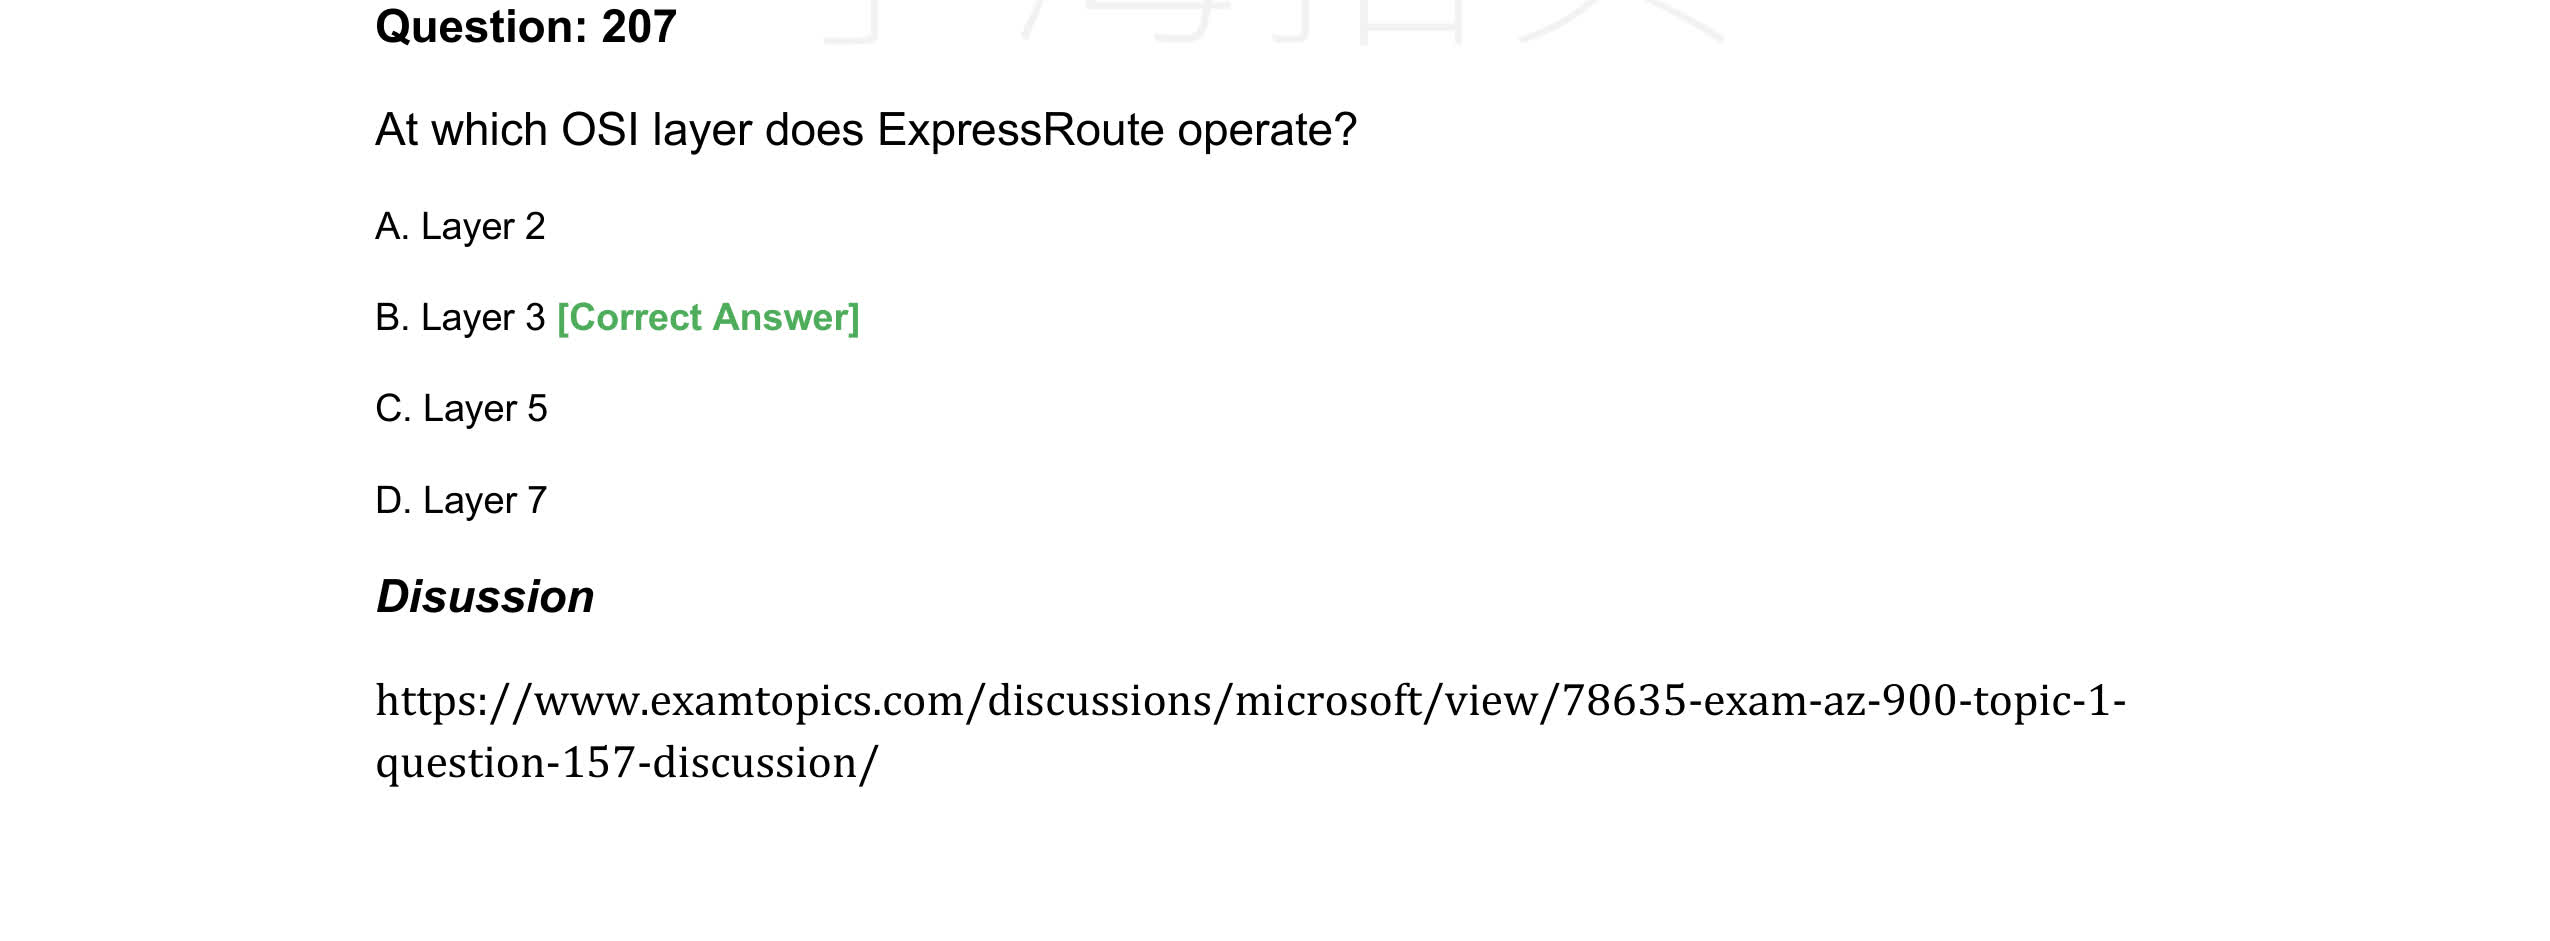 Question: 207
At which OSI layer does ExpressRoute operate?
A. Layer 2
B. Layer 3 [Correct Answer]
C. Layer 5
D. Layer 7
Disussion
https://www.examtopics.com/discussions/microsoft/view/78635-exam-az-900-topic-1-
question-157-discussion/